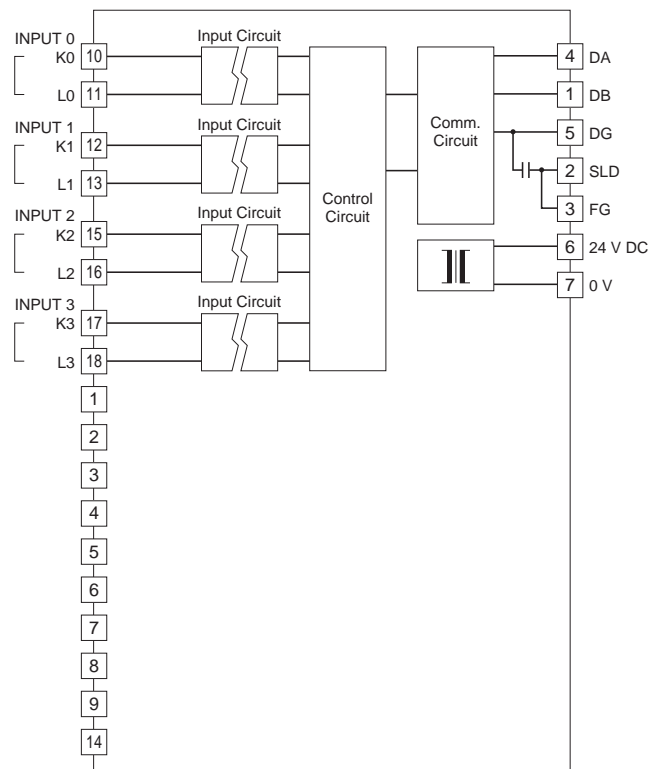 INPUT 0
K0 10
L0 11
Input Circuit
INPUT 1
K1 12
L1 13
Input Circuit
INPUT 2
K2 15
L2 16
Input Circuit
INPUT 3
K3 17
L3 18
Input Circuit
1
2
3
4
5
6
7
8
9
14
Control
Circuit
Comm.
Circuit
4 DA
1 DB
5 DG
2 SLD
3 FG
6 24 V DC
7 0 V